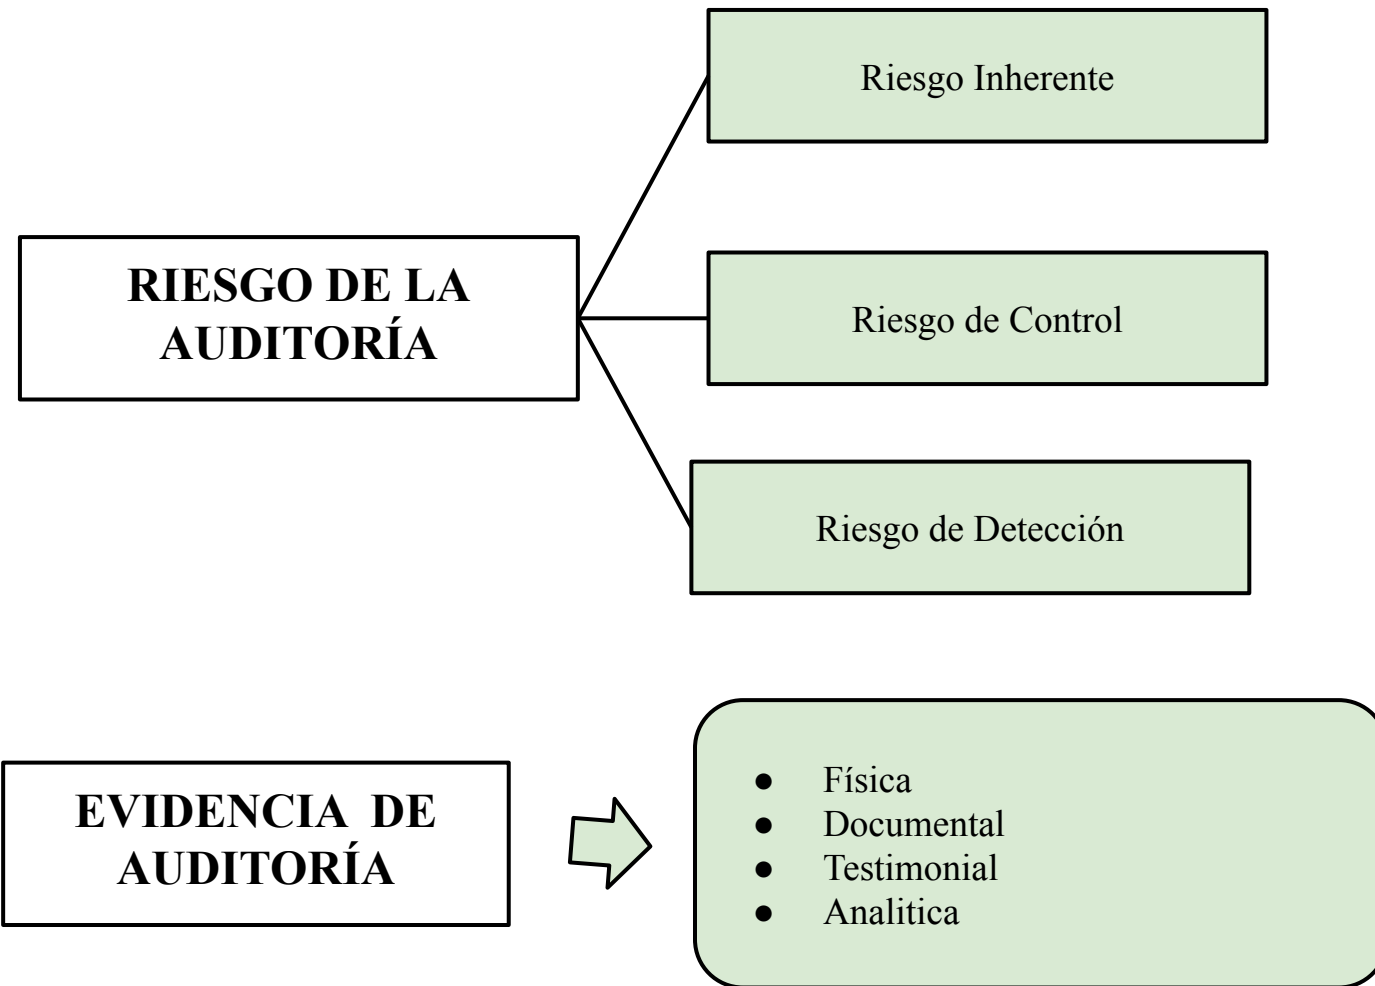 Riesgo Inherente
RIESGO DE LA
AUDITORÍA
Riesgo de Control
Riesgo de Detección
EVIDENCIA DE
AUDITORÍA
● Física
● Documental
● Testimonial
● Analitica